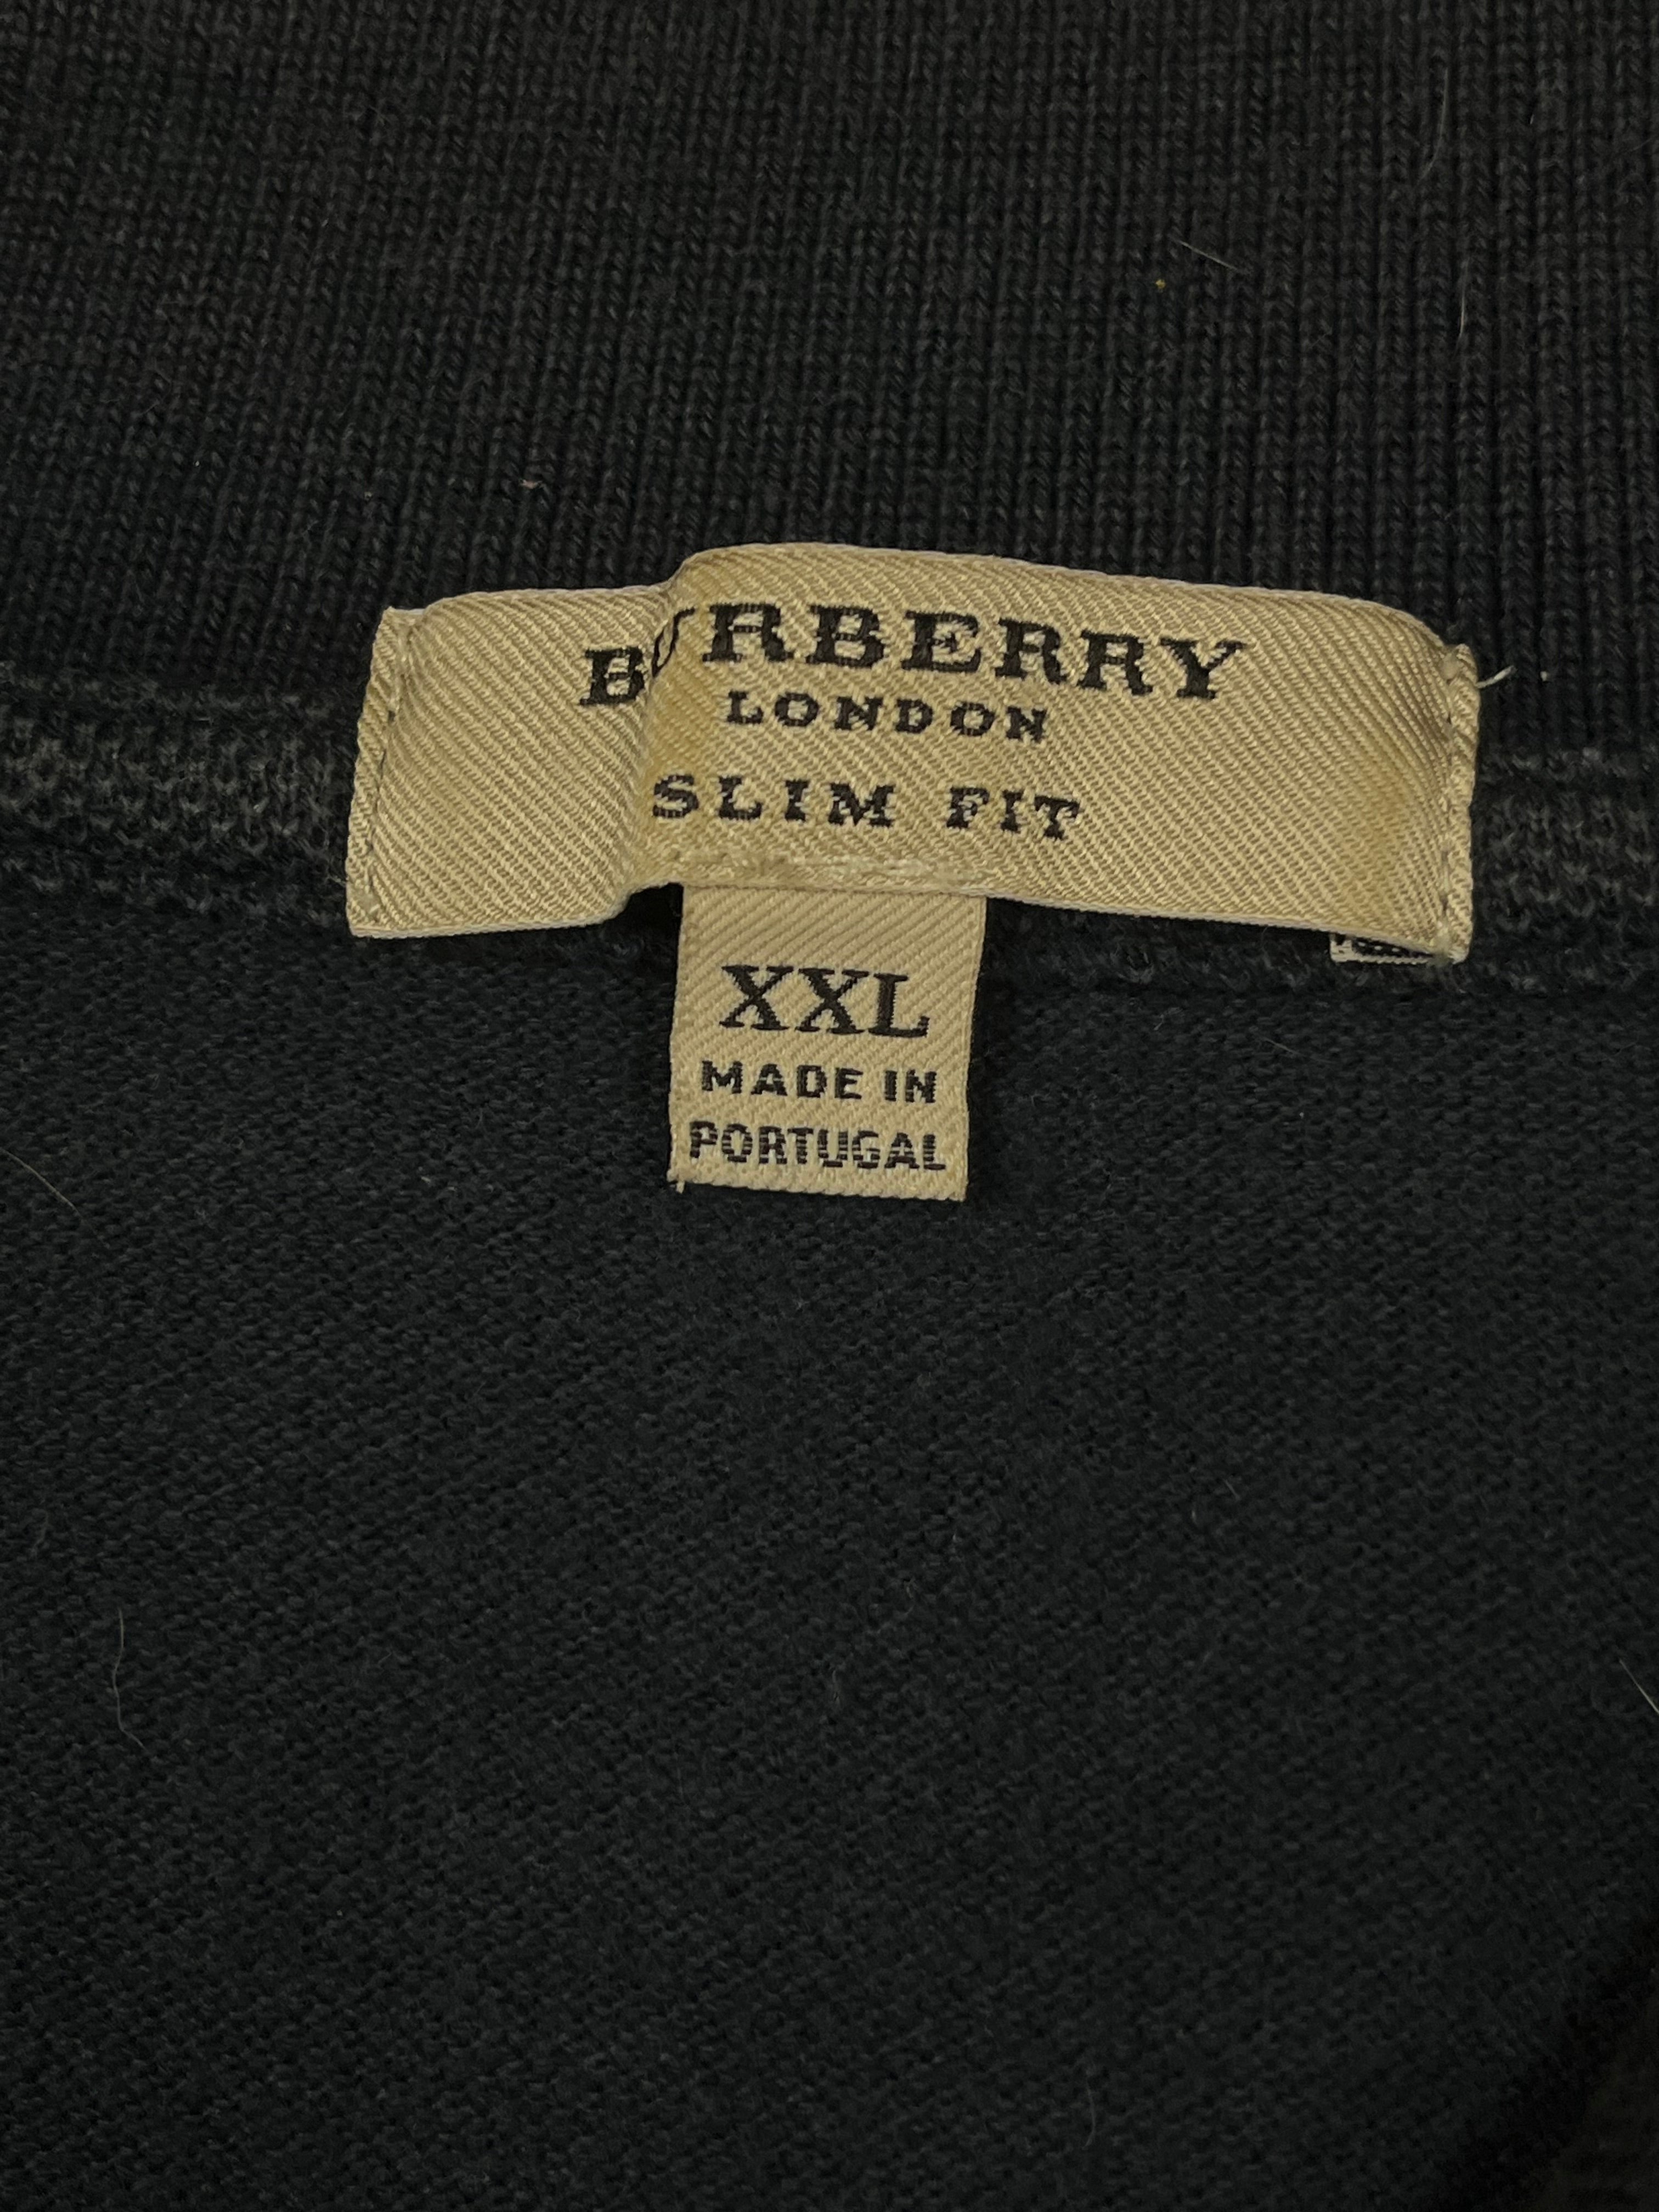 BURBERRY
LONDON
SLIM FIT
XXL
MADE IN
PORTUGAL